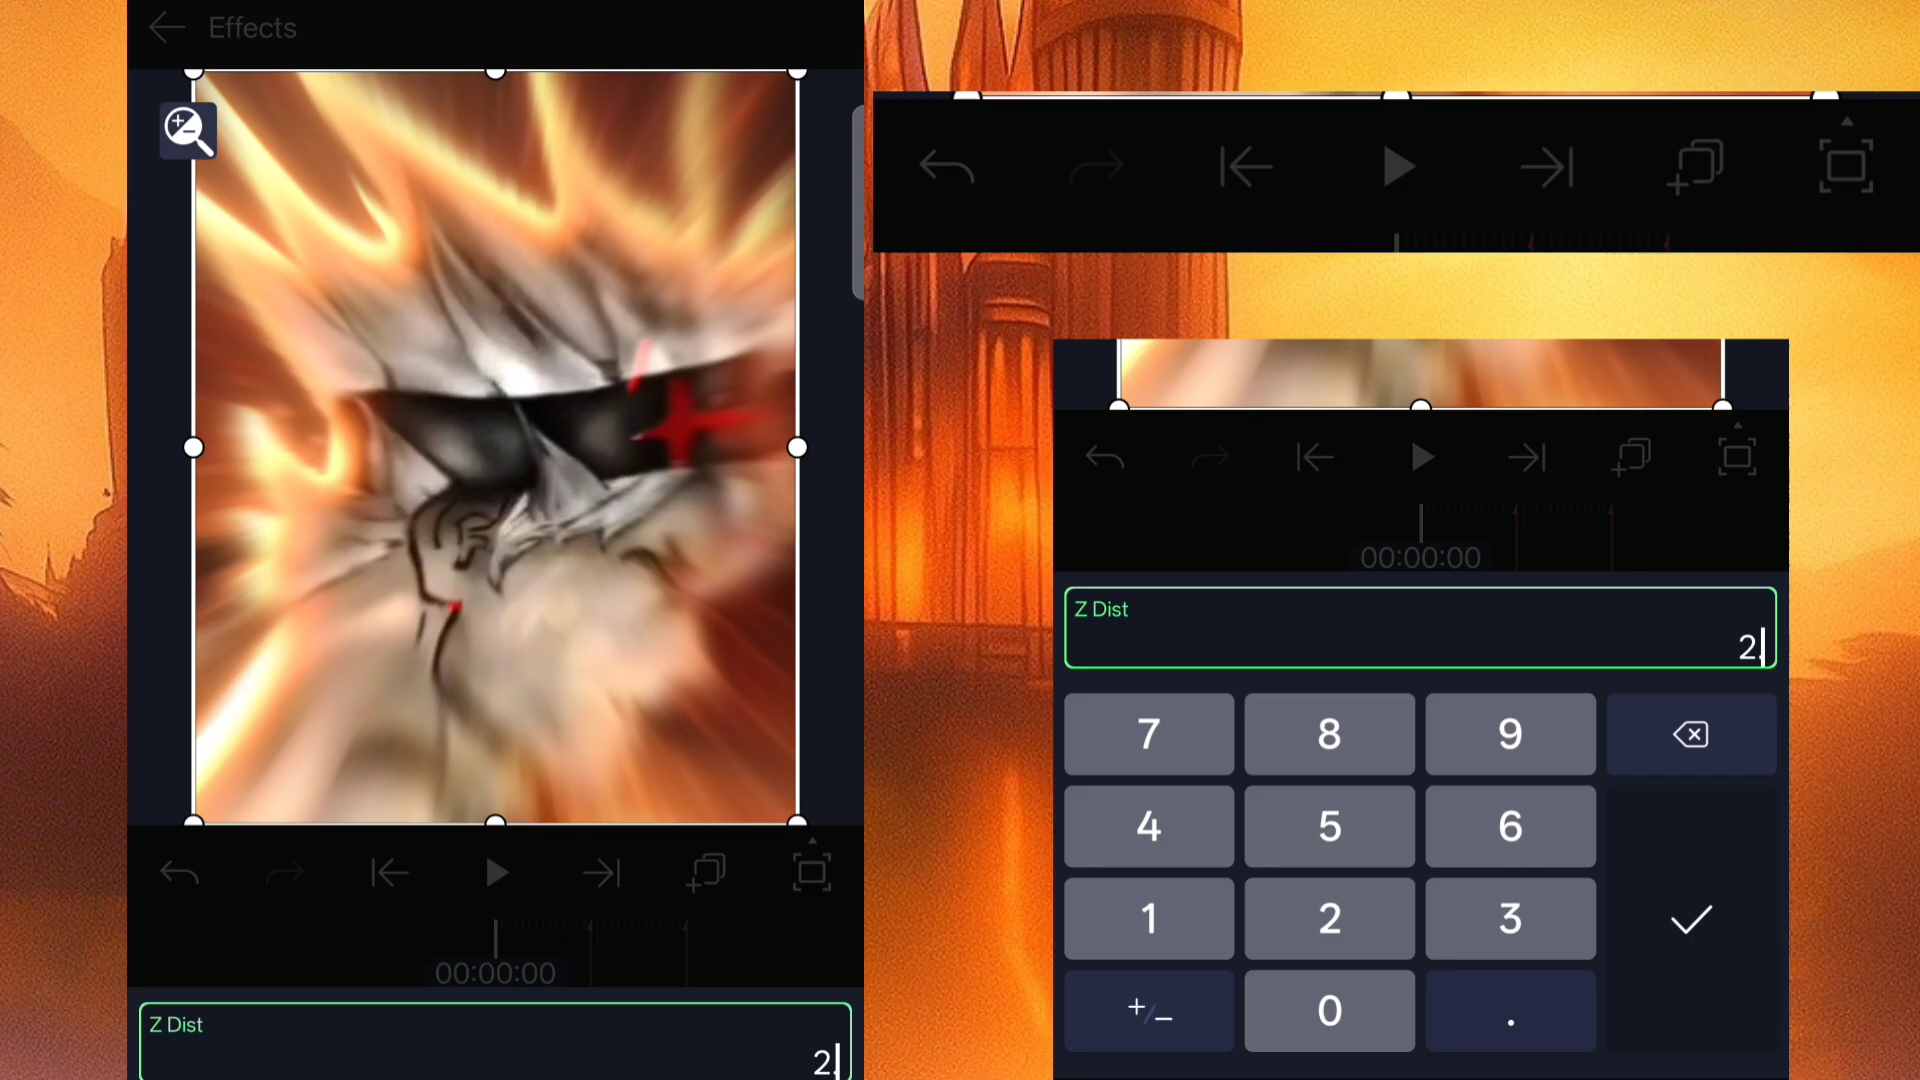 Effects
00:00:00
Z Dist
2.
00:00:00
Z Dist
2.
7 8 9
4 5 6
1 2 3
+/− 0 .